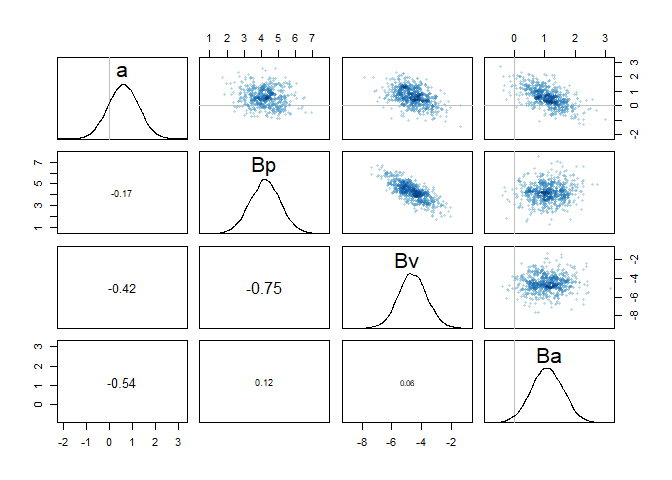 1 2 3 4 5 6 7
0 1 2 3
a
-2 0 1 2 3
Bp
1 3 5 7
-0.17
Bv
-8 -6 -4 -2
-0.42
-0.75
Ba
0 1 2 3
-0.54
0.12
0.06
-2 -1 0 1 2 3
-8 -6 -4 -2